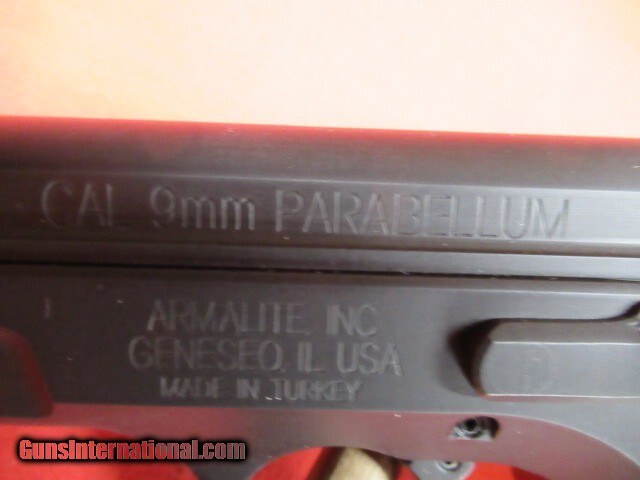 CAL 9mm PARABELLUM
ARMALITE, INC
GENESEO, IL USA
MADE IN TURKEY
GunsInternational.com